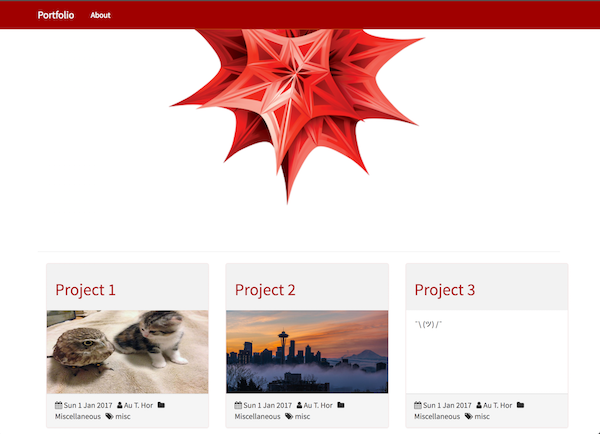 Portfolio About
Project 1
Project 2
Project 3
¯\_(ツ)_/¯
Sun 1 Jan 2017 Au T. Hor
Miscellaneous misc
Sun 1 Jan 2017 Au T. Hor
Miscellaneous misc
Sun 1 Jan 2017 Au T. Hor
Miscellaneous misc